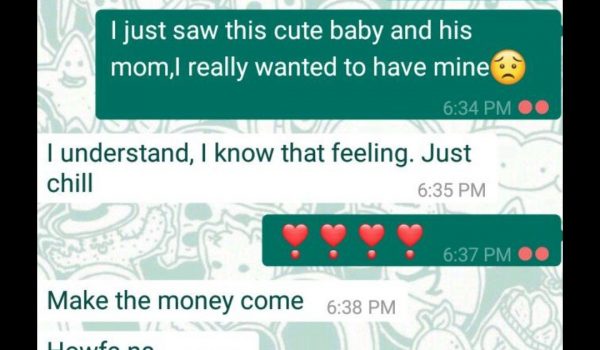 I just saw this cute baby and his
mom,I really wanted to have mine😟
6:34 PM
I understand, I know that feeling. Just
chill
6:35 PM
❣❣❣❣
6:37 PM
Make the money come
6:38 PM